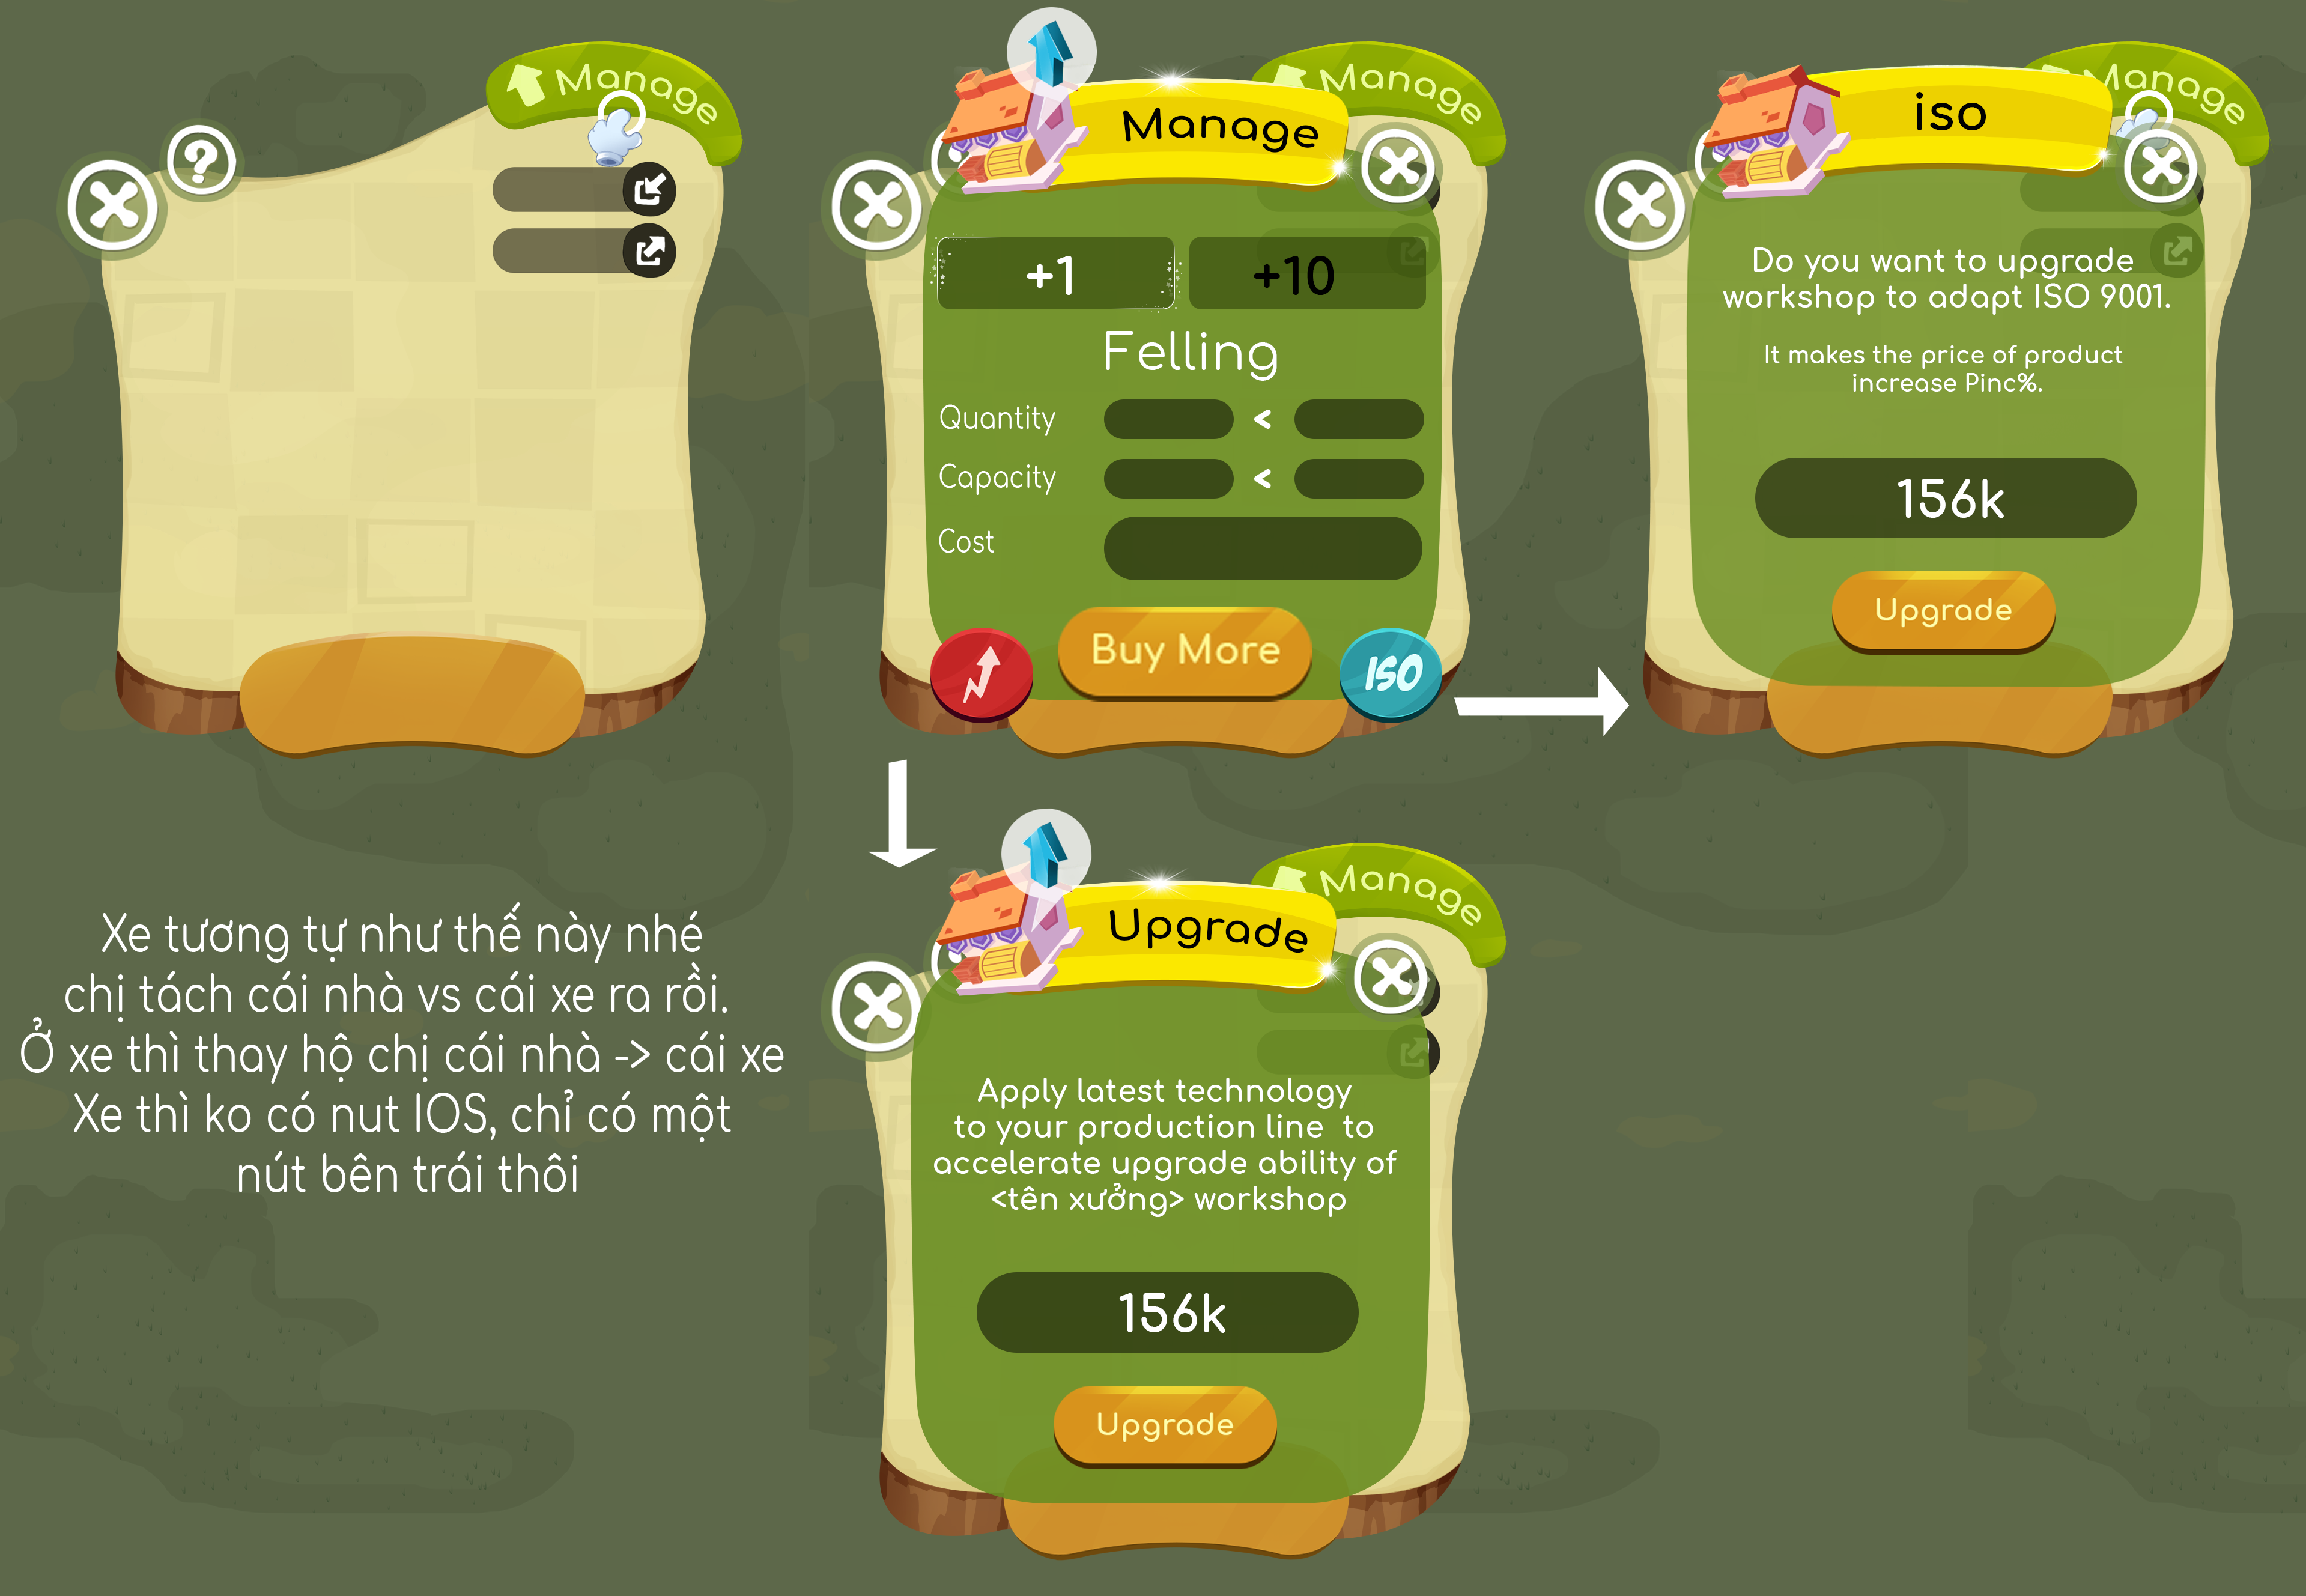 Manage
?
Manage
Manage
+1
+10
Felling
Quantity
<
Capacity
<
Cost
Buy More
ISO
Manage
iso
Do you want to upgrade
workshop to adapt ISO 9001.
It makes the price of product
increase Pinc%.
156k
Upgrade
Xe tương tự như thế này nhé
chị tách cái nhà vs cái xe ra rồi.
Ở xe thì thay hộ chị cái nhà -> cái xe
Xe thì ko có nut IOS, chỉ có một
nút bên trái thôi
Manage
Upgrade
Apply latest technology
to your production line to
accelerate upgrade ability of
<tên xưởng> workshop
156k
Upgrade